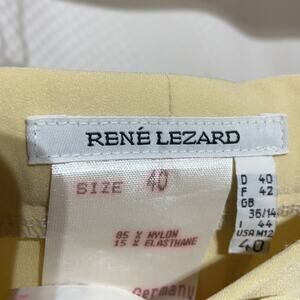 RENÉ LEZARD
SIZE 40
85 % NYLON
15 % ELASTHANE
Germany
D 40
F 42
GB
36/14
I 44
USA M12
40